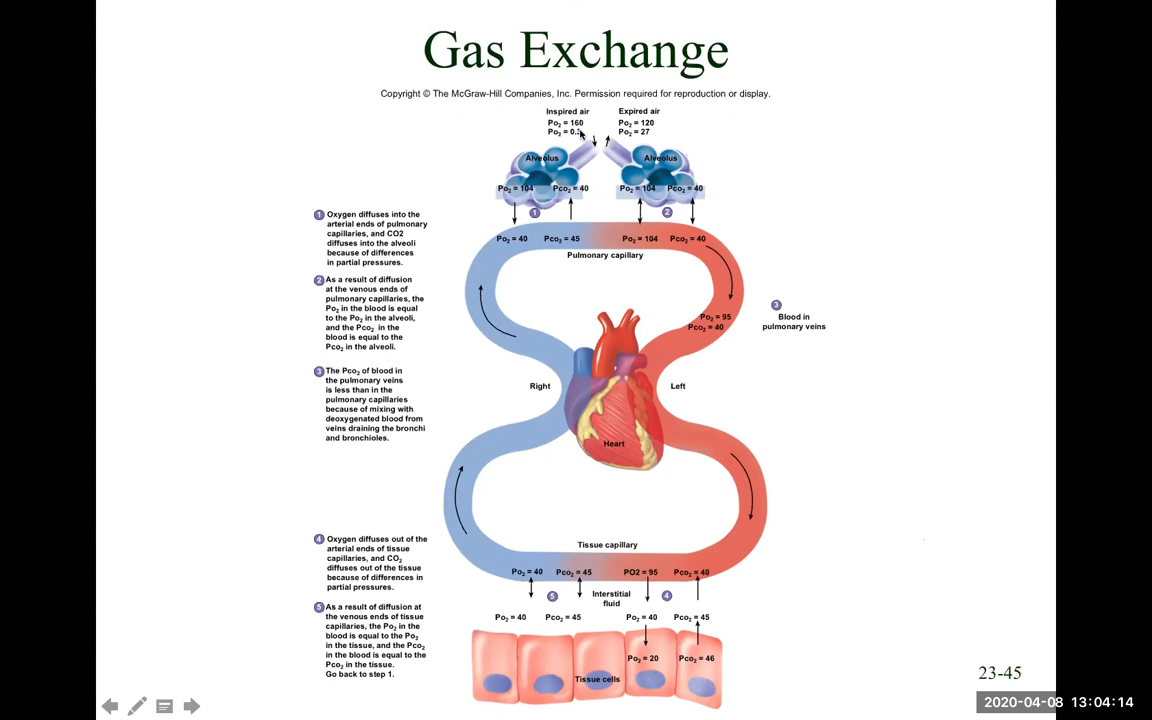 Gas Exchange
Copyright © The McGraw-Hill Companies, Inc. Permission required for reproduction or display.
Inspired air
Po2 = 160
Po2 = 0.3
Expired air
Po2 = 120
Po2 = 27
Alveolus
Alveolus
Po2 = 104 Pco2 = 40
Po2 = 104 Pco2 = 40
1
2
Po2 = 40 Pco2 = 45
Po2 = 104 Pco2 = 40
Pulmonary capillary
1 Oxygen diffuses into the
arterial ends of pulmonary
capillaries, and CO2
diffuses into the alveoli
because of differences
in partial pressures.
2 As a result of diffusion
at the venous ends of
pulmonary capillaries, the
Po2 in the blood is equal
to the Po2 in the alveoli,
and the Pco2 in the
blood is equal to the
Pco2 in the alveoli.
Po2 = 95
Pco2 = 40
3
Blood in
pulmonary veins
3 The Pco2 of blood in
the pulmonary veins
is less than in the
pulmonary capillaries
because of mixing with
deoxygenated blood from
veins draining the bronchi
and bronchioles.
Right
Left
Heart
4 Oxygen diffuses out of the
arterial ends of tissue
capillaries, and CO2
diffuses out of the tissue
because of differences in
partial pressures.
5 As a result of diffusion at
the venous ends of tissue
capillaries, the Po2 in the
blood is equal to the Po2
in the tissue, and the Pco2
in the blood is equal to the
Pco2 in the tissue.
Go back to step 1.
Tissue capillary
Po2 = 40 Pco2 = 45 PO2 = 95 Pco2 = 40
5
Interstitial
fluid
4
Po2 = 40 Pco2 = 45 Po2 = 40 Pco2 = 45
Po2 = 20 Pco2 = 46
Tissue cells
23-45
2020-04-08 13:04:14